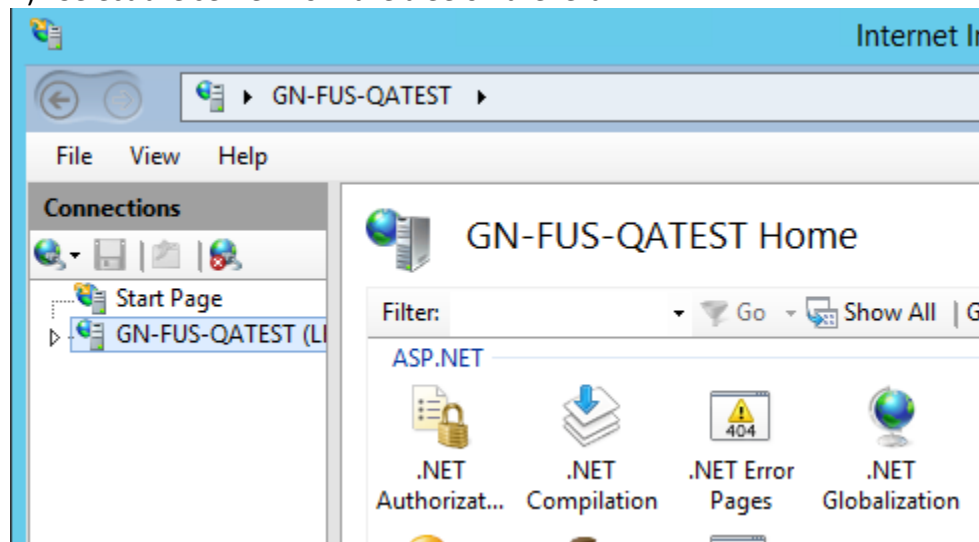 Internet I
GN-FUS-QATEST
File View Help
Connections
GN-FUS-QATEST Home
Start Page
GN-FUS-QATEST (LI
Filter: Go Show All G
ASP.NET
404
.NET Authorizat...
.NET Compilation
.NET Error Pages
.NET Globalization